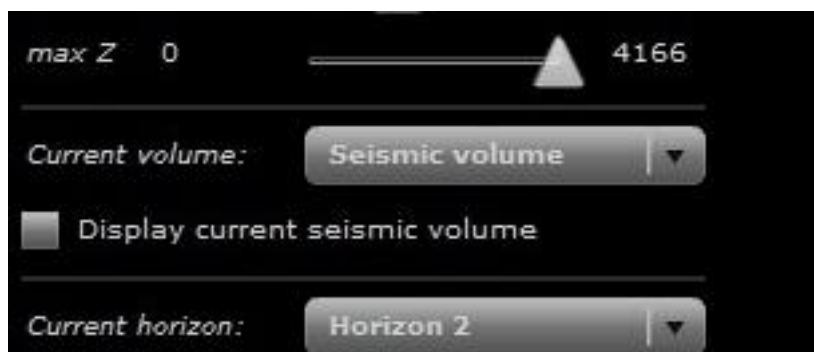 max Z 0 4166
Current volume: Seismic volume
Display current seismic volume
Current horizon: Horizon 2